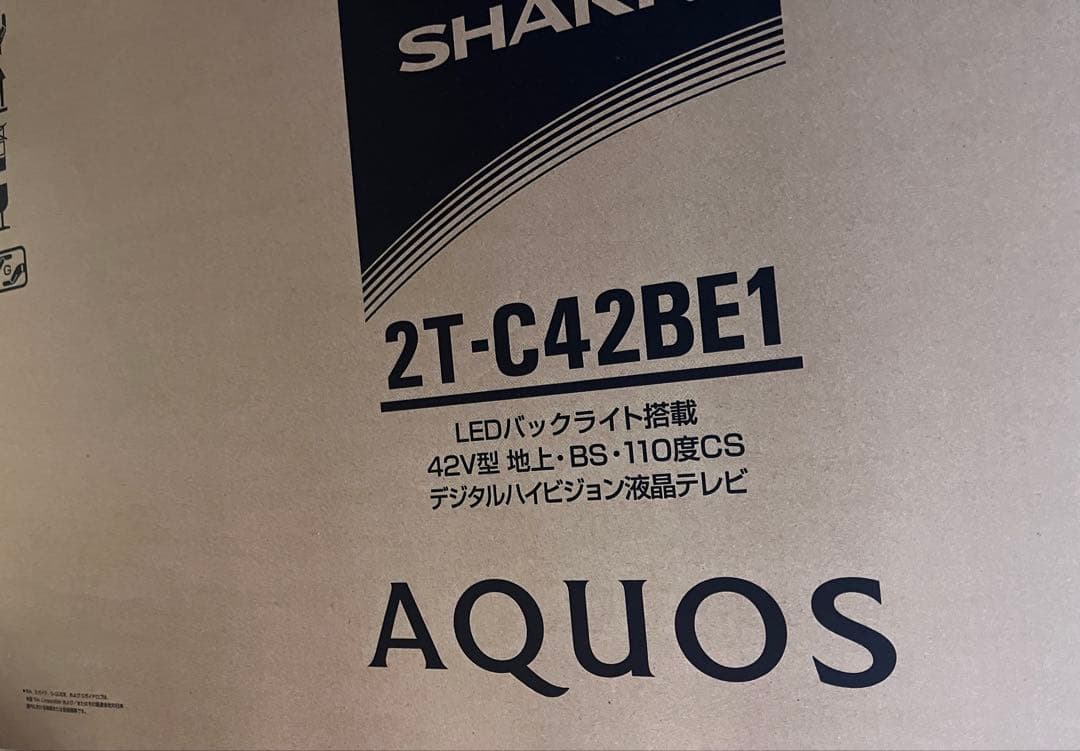 SHARP
2T-C42BE1
LEDバックライト搭載
42V型 地上・BS・110度CS
デジタルハイビジョン液晶テレビ
AQUOS
G